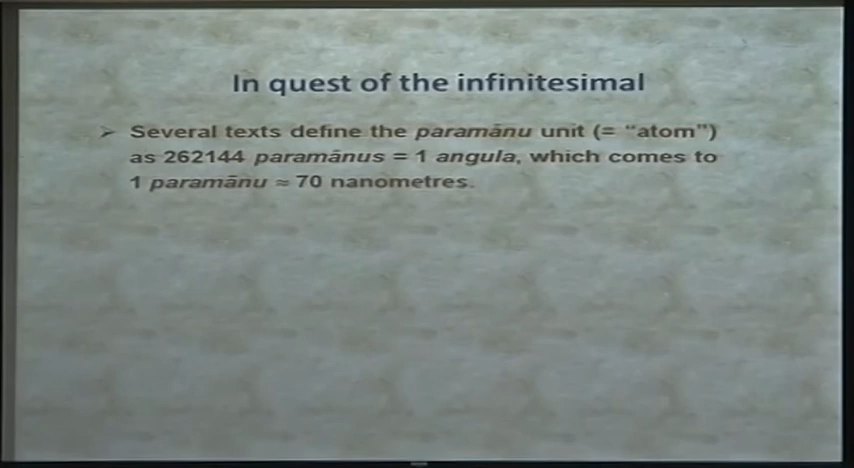 In quest of the infinitesimal
➢ Several texts define the paramānu unit (= “atom”)
as 262144 paramānus = 1 angula, which comes to
1 paramānu ≈ 70 nanometres.